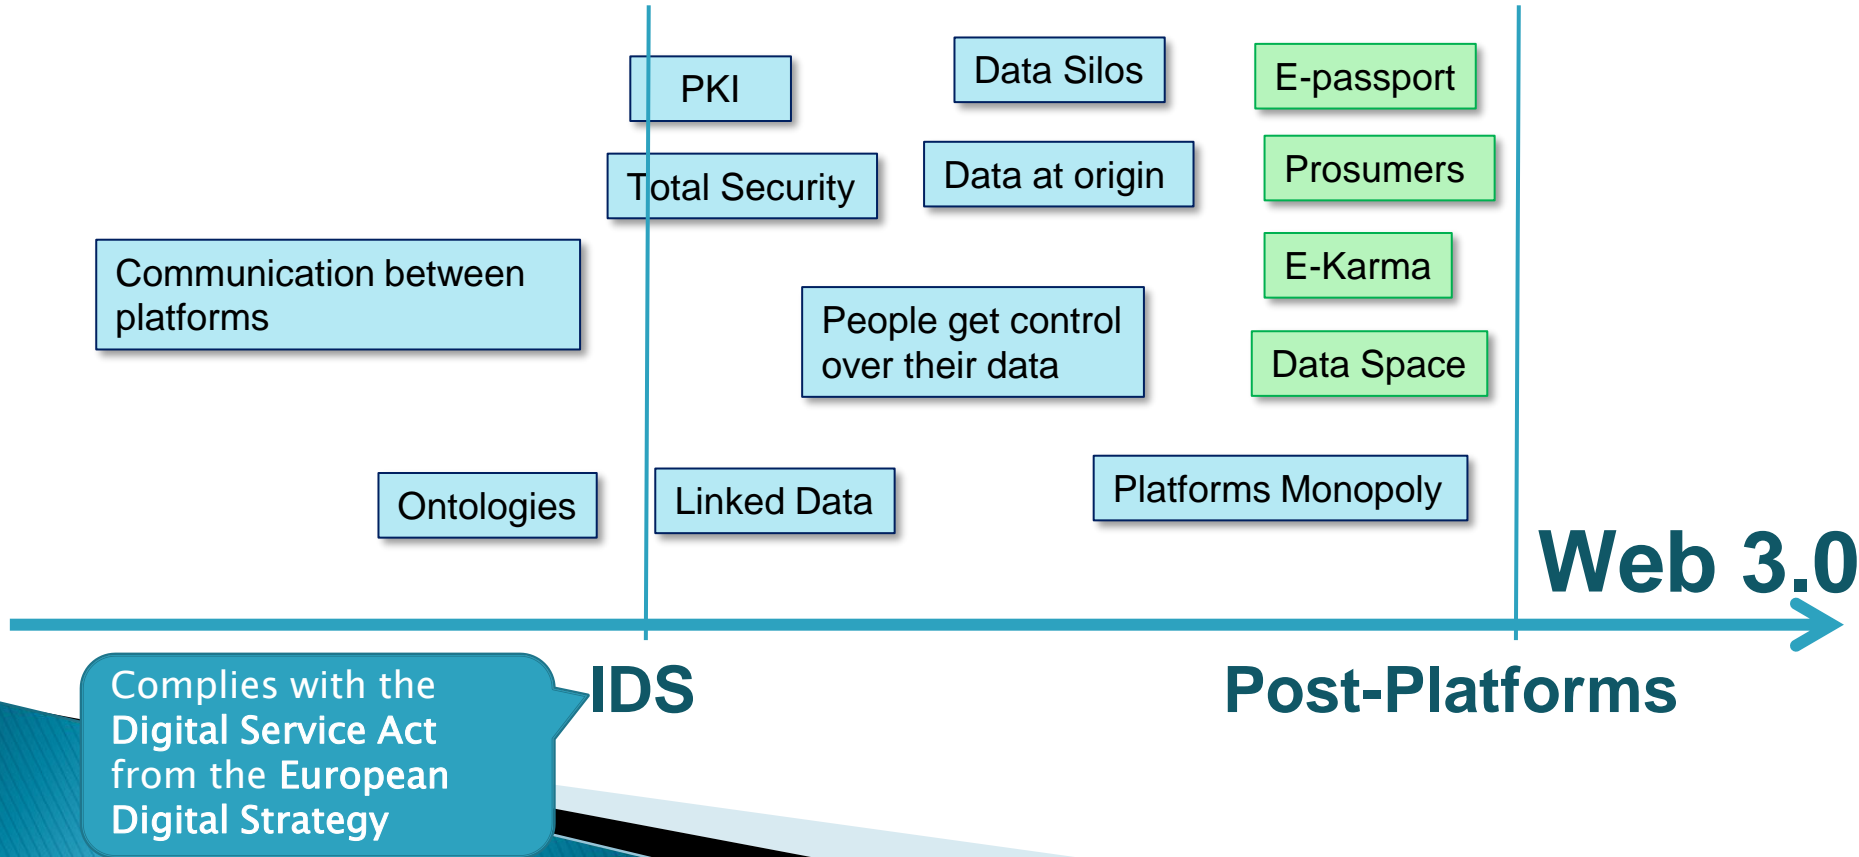 PKI
Data Silos
E-passport
Total Security
Data at origin
Prosumers
Communication between
platforms
E-Karma
People get control
over their data
Data Space
Ontologies
Linked Data
Platforms Monopoly
Web 3.0
IDS
Post-Platforms
Complies with the
Digital Service Act
from the European
Digital Strategy